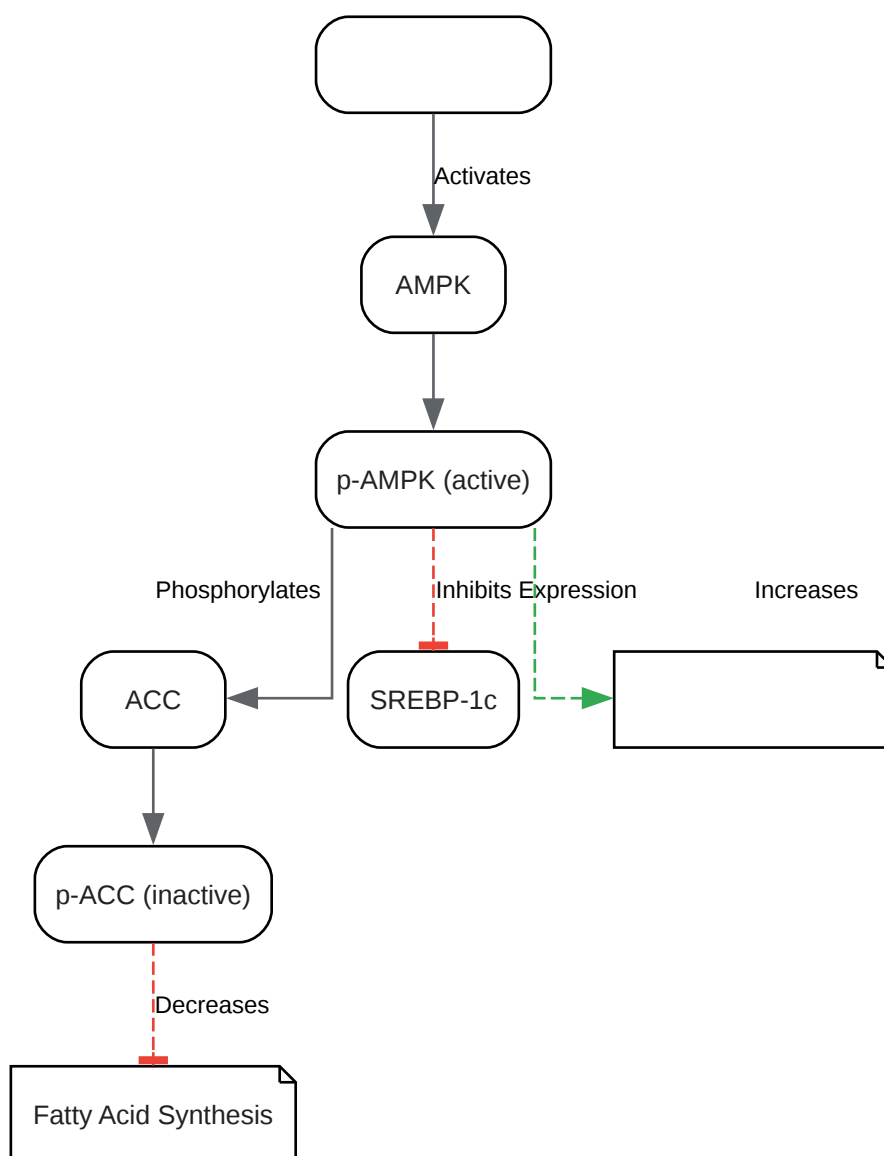 Activates
AMPK
p-AMPK (active)
Phosphorylates
Inhibits Expression
Increases
ACC
SREBP-1c
p-ACC (inactive)
Decreases
Fatty Acid Synthesis